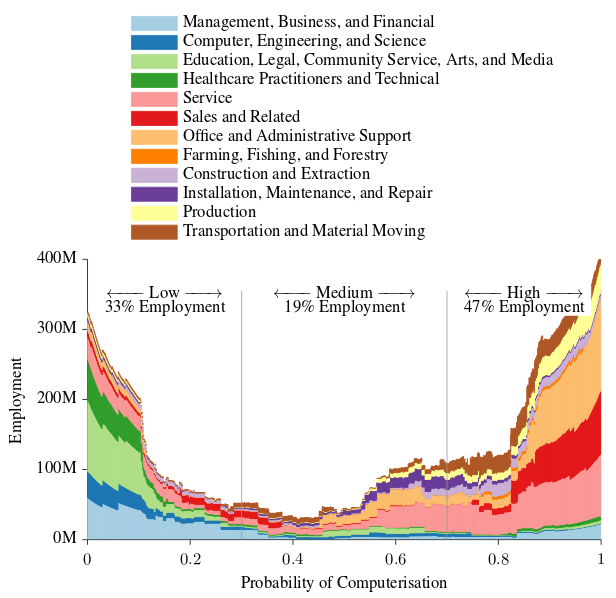 Management, Business, and Financial
Computer, Engineering, and Science
Education, Legal, Community Service, Arts, and Media
Healthcare Practitioners and Technical
Service
Sales and Related
Office and Administrative Support
Farming, Fishing, and Forestry
Construction and Extraction
Installation, Maintenance, and Repair
Production
Transportation and Material Moving
400M
← Low → ← Medium → ← High →
33% Employment 19% Employment 47% Employment
300M
200M
100M
0M
Employment
0 0.2 0.4 0.6 0.8 1
Probability of Computerisation